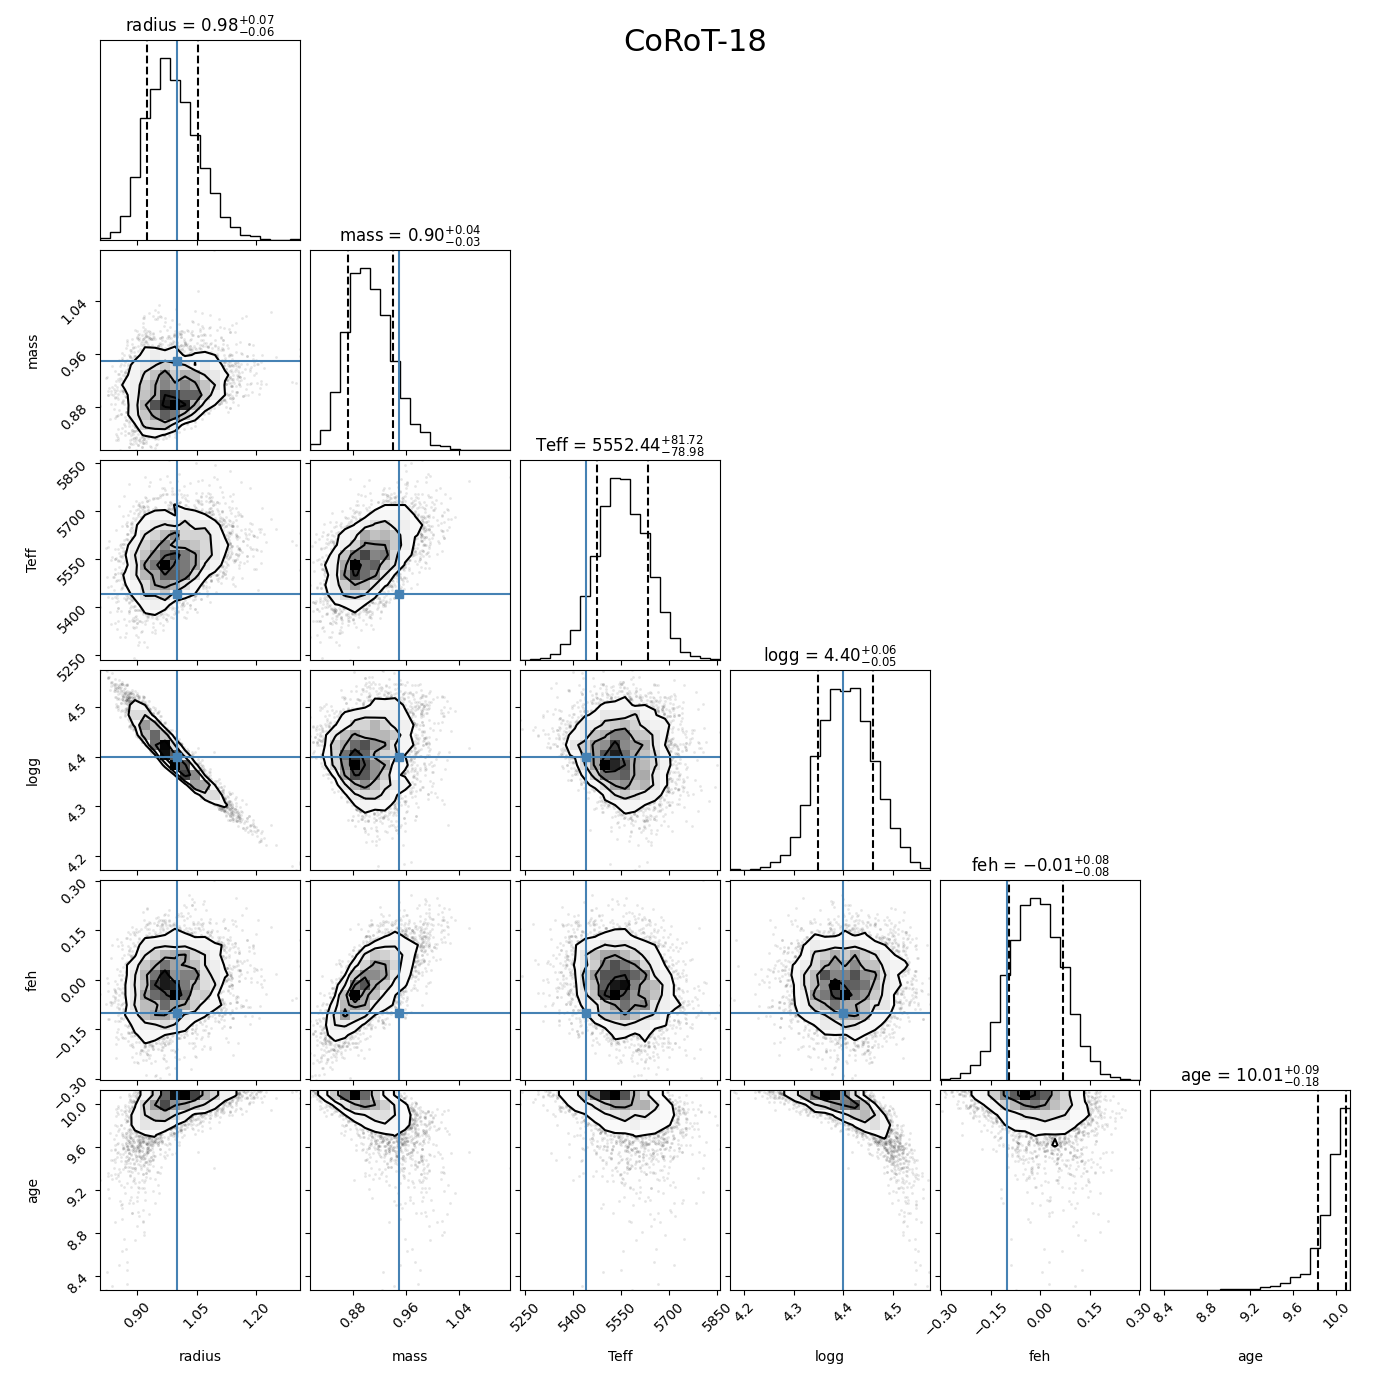 CoRoT-18
radius = 0.98+0.07 −0.06
mass = 0.90+0.04 −0.03
mass
1.04
0.96
0.88
Teff = 5552.44+81.72 −78.98
Teff
5850
5700
5550
5400
5250
logg = 4.40+0.06 −0.05
logg
4.5
4.4
4.3
4.2
feh = −0.01+0.08 −0.08
feh
0.30
0.15
0.00
−0.15
−0.30
age = 10.01+0.09 −0.18
age
10.0
9.6
9.2
8.8
8.4
0.90 1.05 1.20 0.88 0.96 1.04 5250 5400 5550 5700 5850 4.2 4.3 4.4 4.5 −0.30 −0.15 0.00 0.15 0.30 8.4 8.8 9.2 9.6 10.0
radius mass Teff logg feh age